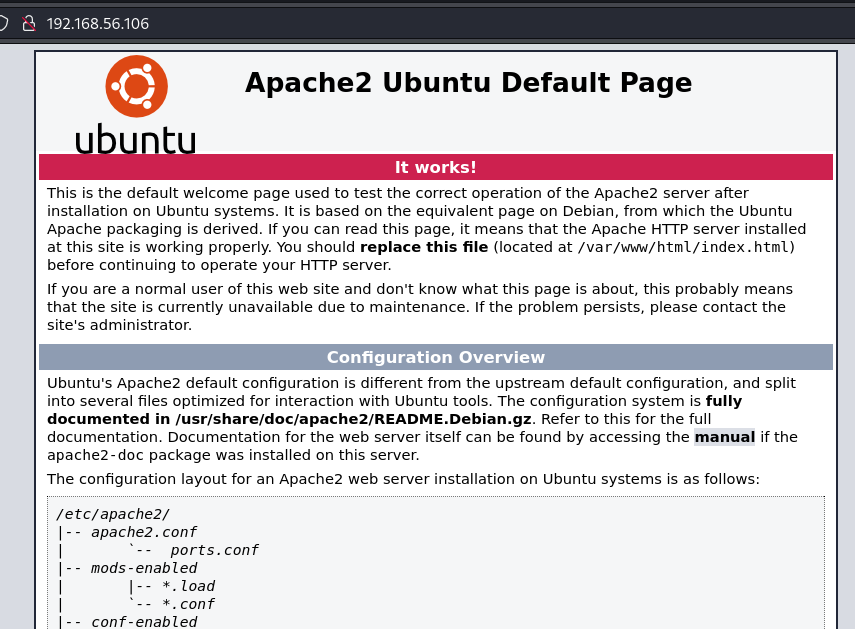 192.168.56.106
ubuntu
Apache2 Ubuntu Default Page
It works!
This is the default welcome page used to test the correct operation of the Apache2 server after
installation on Ubuntu systems. It is based on the equivalent page on Debian, from which the Ubuntu
Apache packaging is derived. If you can read this page, it means that the Apache HTTP server installed
at this site is working properly. You should replace this file (located at /var/www/html/index.html)
before continuing to operate your HTTP server.
If you are a normal user of this web site and don't know what this page is about, this probably means
that the site is currently unavailable due to maintenance. If the problem persists, please contact the
site's administrator.
Configuration Overview
Ubuntu's Apache2 default configuration is different from the upstream default configuration, and split
into several files optimized for interaction with Ubuntu tools. The configuration system is fully
documented in /usr/share/doc/apache2/README.Debian.gz. Refer to this for the full
documentation. Documentation for the web server itself can be found by accessing the manual if the
apache2-doc package was installed on this server.
The configuration layout for an Apache2 web server installation on Ubuntu systems is as follows:
/etc/apache2/
|-- apache2.conf
|       `--  ports.conf
|-- mods-enabled
|       |-- *.load
|       `-- *.conf
|-- conf-enabled